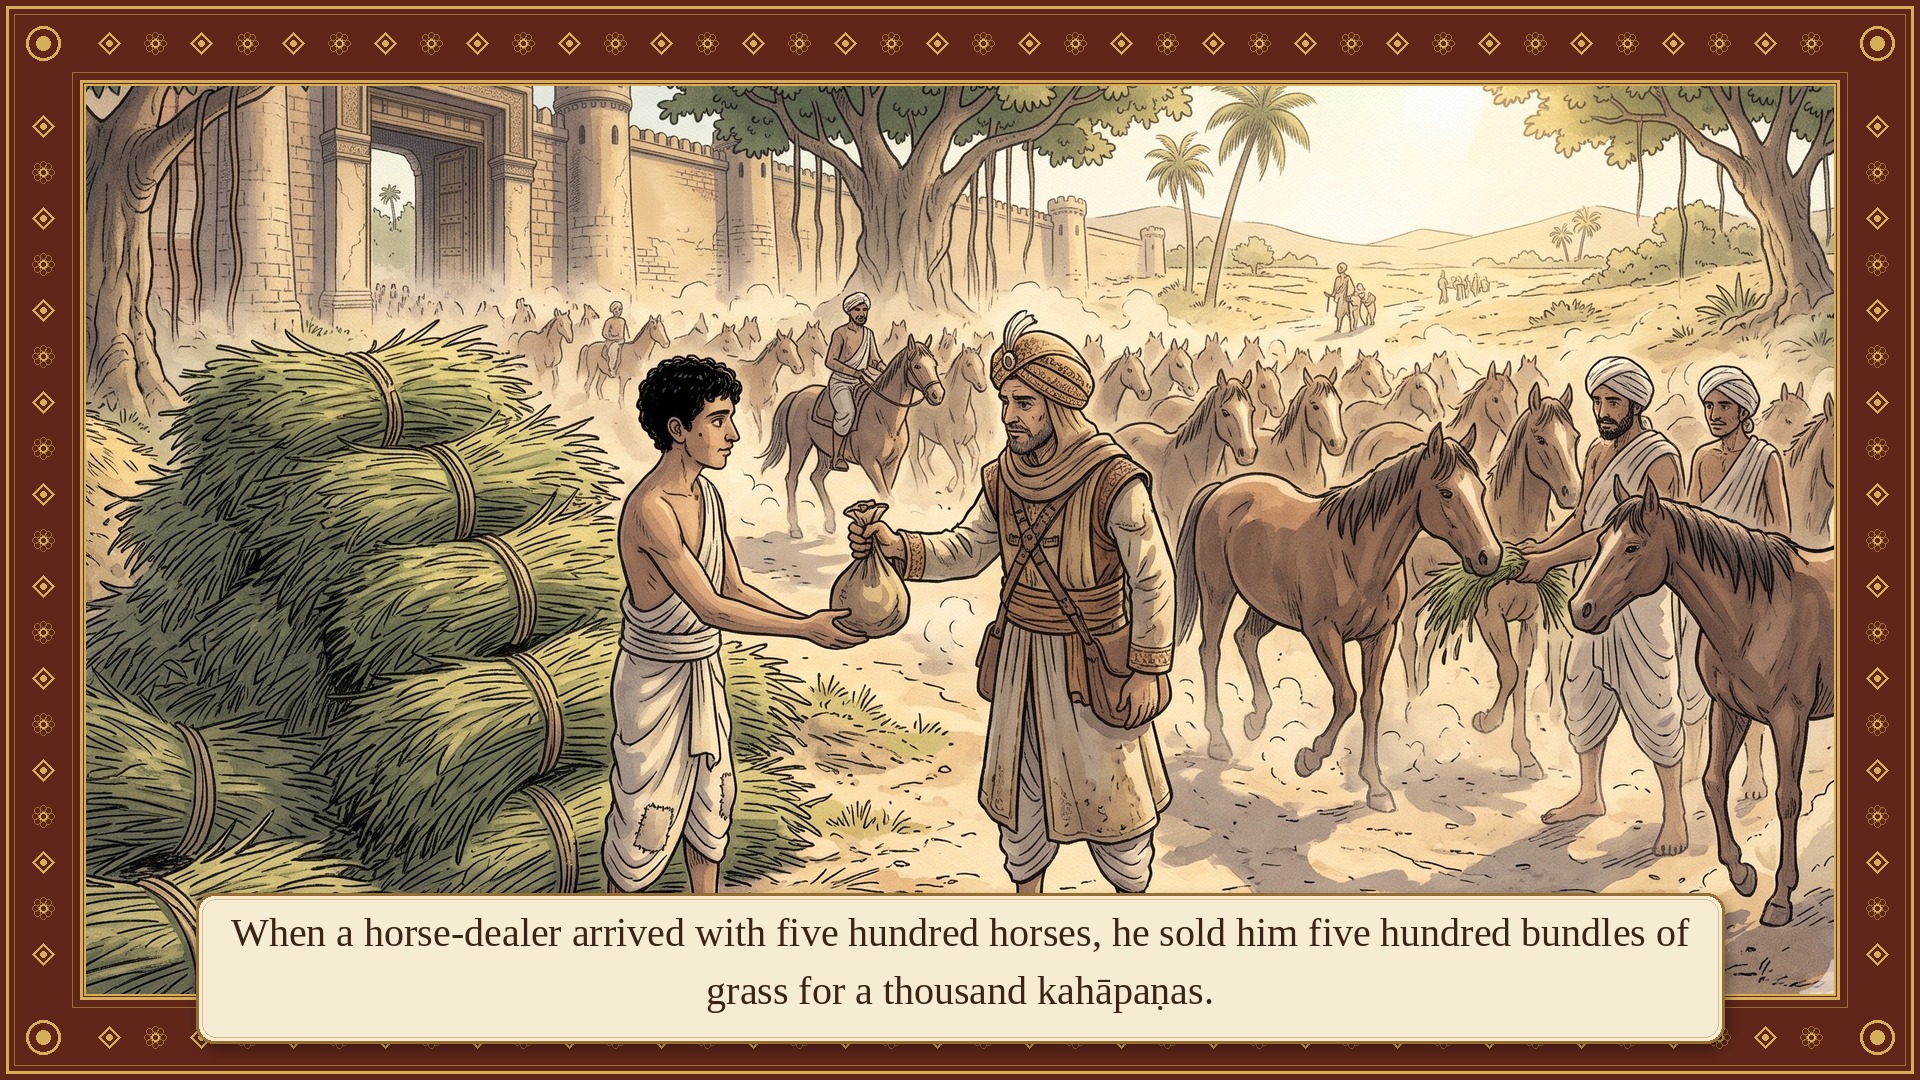 When a horse-dealer arrived with five hundred horses, he sold him five hundred bundles of
grass for a thousand kahāpaṇas.